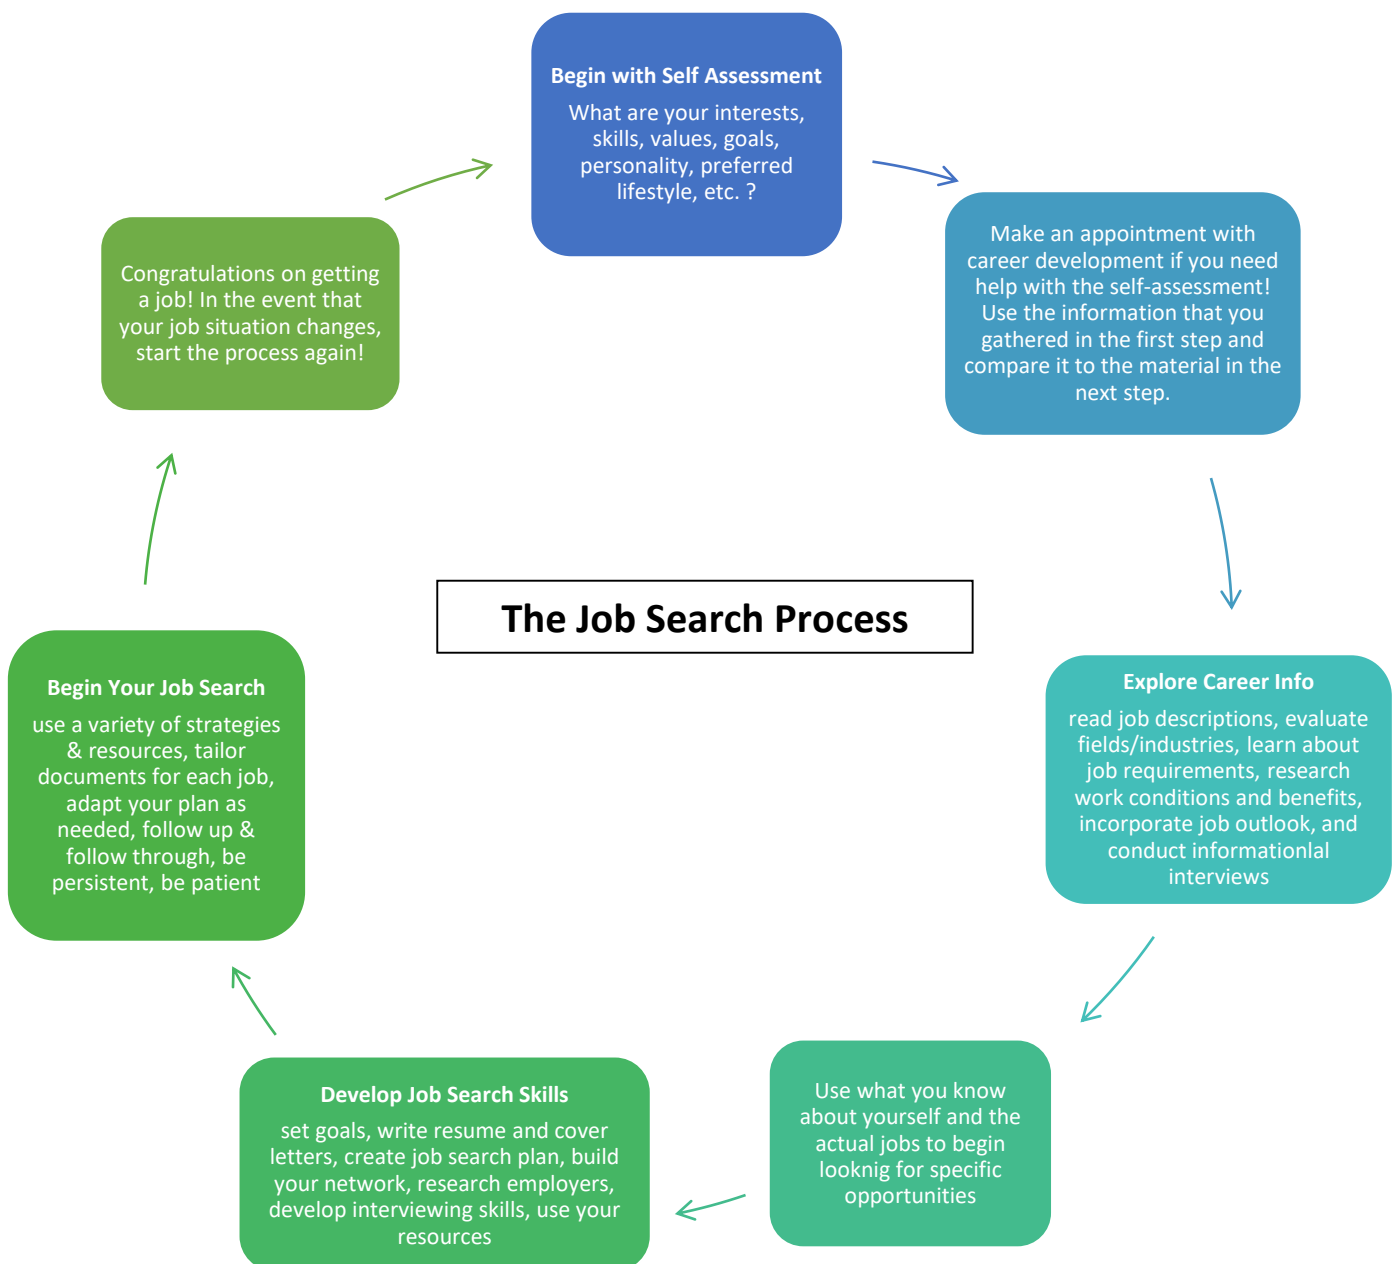 Begin with Self Assessment
What are your interests,
skills, values, goals,
personality, preferred
lifestyle, etc. ?
Make an appointment with
career development if you need
help with the self-assessment!
Use the information that you
gathered in the first step and
compare it to the material in the
next step.
Explore Career Info
read job descriptions, evaluate
fields/industries, learn about
job requirements, research
work conditions and benefits,
incorporate job outlook, and
conduct informationlal
interviews
Use what you know
about yourself and the
actual jobs to begin
looknig for specific
opportunities
Develop Job Search Skills
set goals, write resume and cover
letters, create job search plan, build
your network, research employers,
develop interviewing skills, use your
resources
Begin Your Job Search
use a variety of strategies
& resources, tailor
documents for each job,
adapt your plan as
needed, follow up &
follow through, be
persistent, be patient
Congratulations on getting
a job! In the event that
your job situation changes,
start the process again!
The Job Search Process